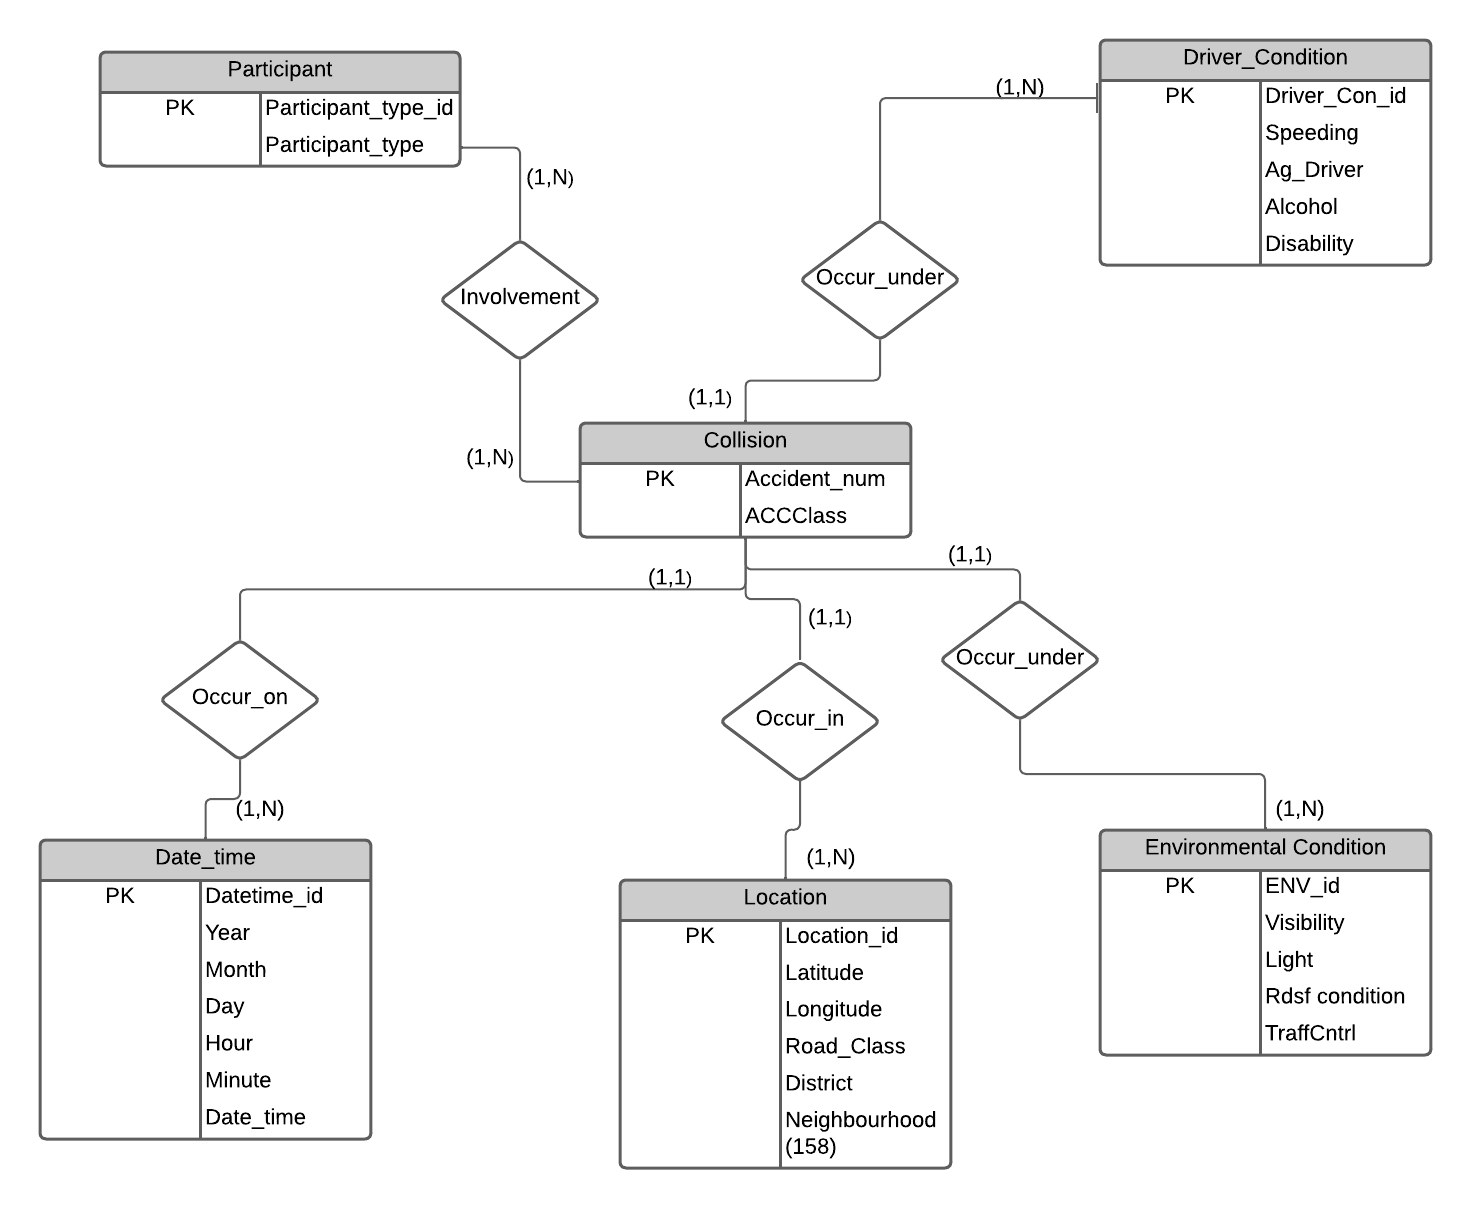 Participant
PK
Participant_type_id
Participant_type
(1,N)
Involvement
(1,N)
Driver_Condition
PK
Driver_Con_id
Speeding
Ag_Driver
Alcohol
Disability
(1,N)
Occur_under
(1,1)
Collision
PK
Accident_num
ACCClass
(1,1)
(1,1)
(1,1)
Occur_on
Occur_in
Occur_under
(1,N)
(1,N)
(1,N)
Date_time
PK
Datetime_id
Year
Month
Day
Hour
Minute
Date_time
Location
PK
Location_id
Latitude
Longitude
Road_Class
District
Neighbourhood
(158)
Environmental Condition
PK
ENV_id
Visibility
Light
Rdsf condition
TraffCntrl